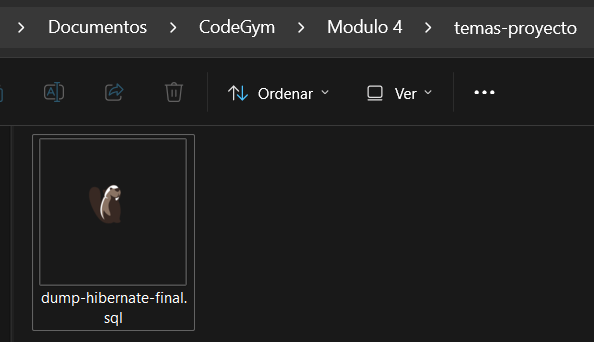 Documentos CodeGym Modulo 4 temas-proyecto
Ordenar Ver
dump-hibernate-final.
sql